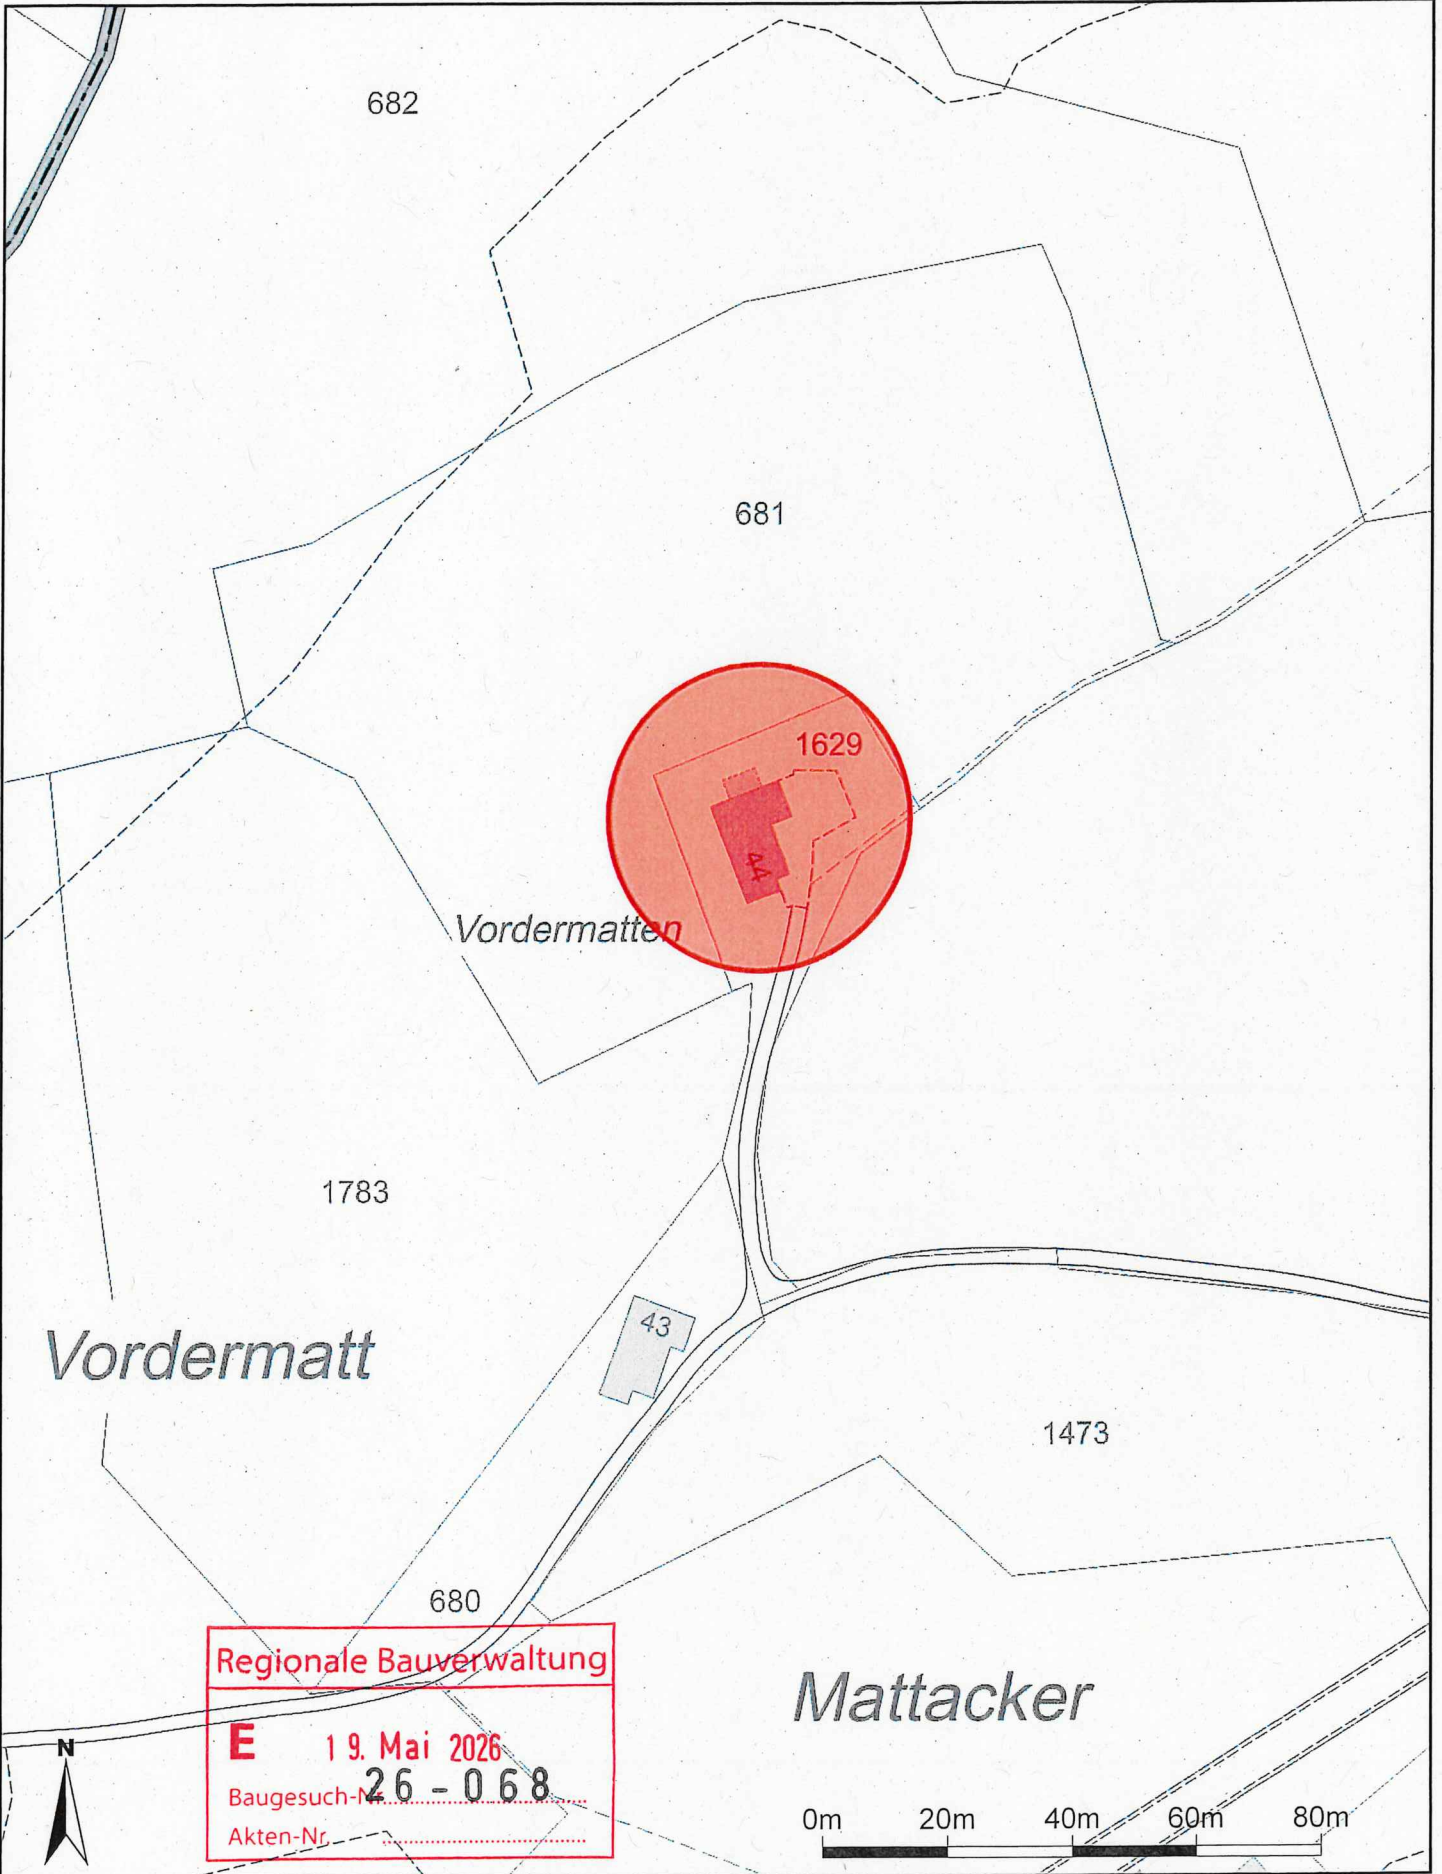 682
681
1629
44
Vordermatten
1783
43
Vordermatt
1473
680
Regionale Bauverwaltung
E 19. Mai 2026
Baugesuch-Nr. 26-068
Akten-Nr.
Mattacker
N
0m 20m 40m 60m 80m